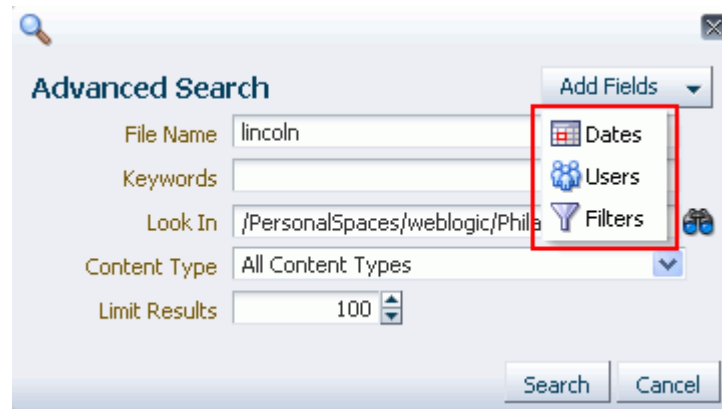 Advanced Search
Add Fields
File Name lincoln
Dates
Keywords
Users
Look In /PersonalSpaces/weblogic/Phila
Filters
Content Type All Content Types
Limit Results 100
Search Cancel